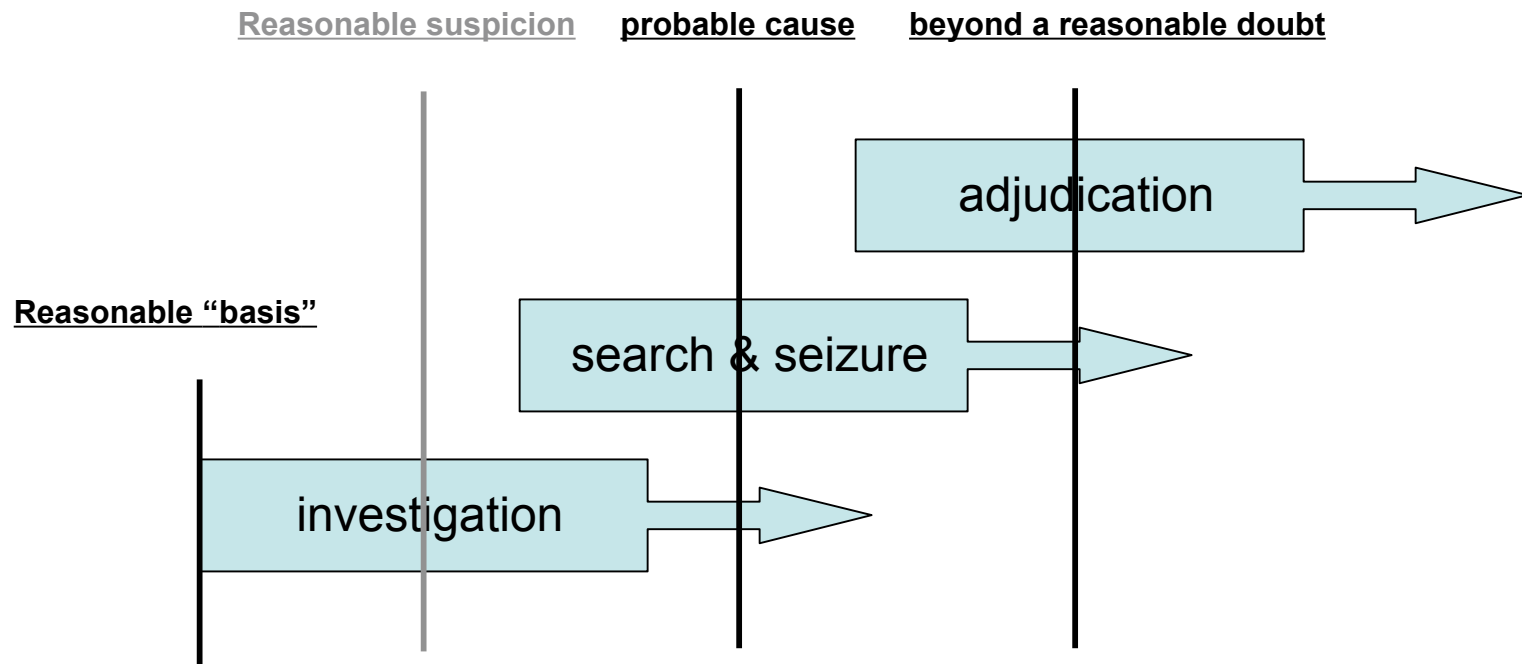 Reasonable suspicion
probable cause
beyond a reasonable doubt
adjudication
Reasonable “basis”
search & seizure
investigation